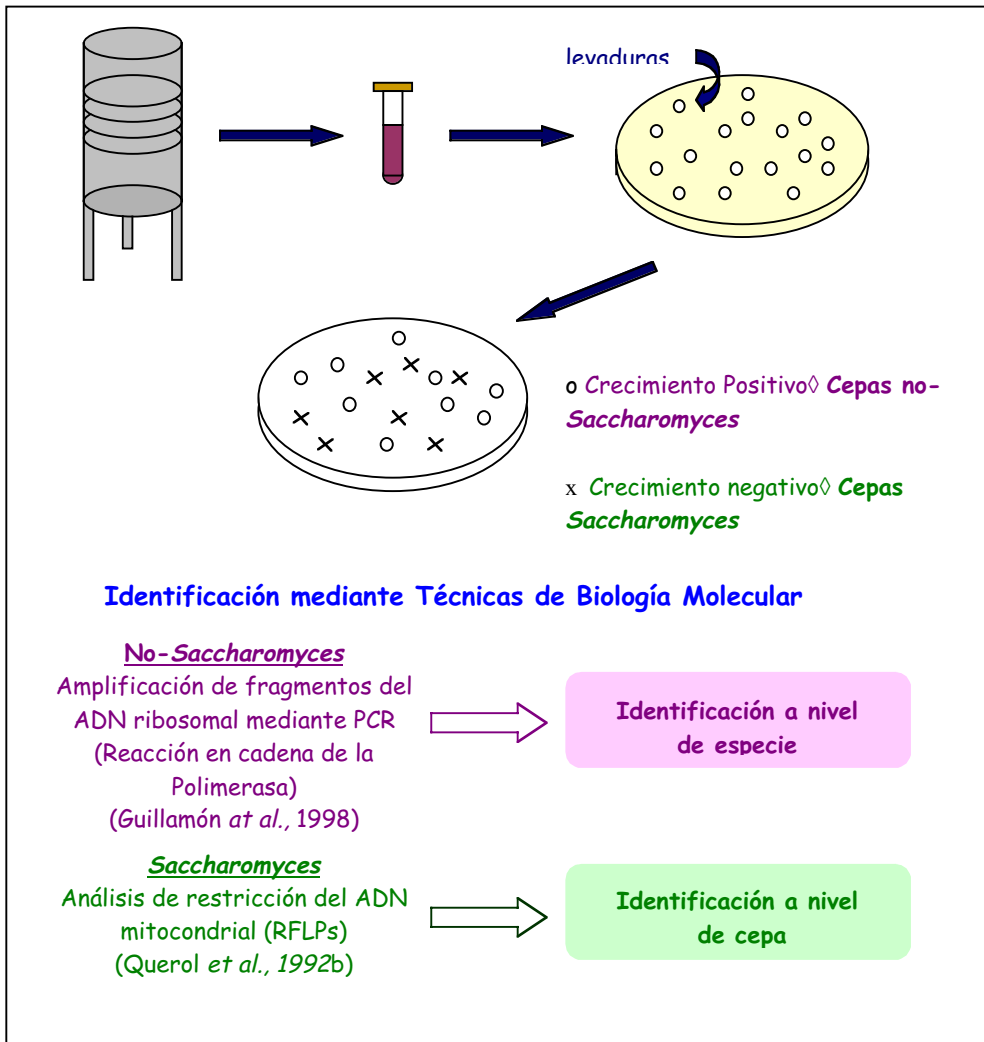 levaduras
o Crecimiento Positivo◊ Cepas no-
Saccharomyces
x Crecimiento negativo◊ Cepas
Saccharomyces
Identificación mediante Técnicas de Biología Molecular
No-Saccharomyces
Amplificación de fragmentos del
ADN ribosomal mediante PCR
(Reacción en cadena de la
Polimerasa)
(Guillamón at al., 1998)
Identificación a nivel
de especie
Saccharomyces
Análisis de restricción del ADN
mitocondrial (RFLPs)
(Querol et al., 1992b)
Identificación a nivel
de cepa